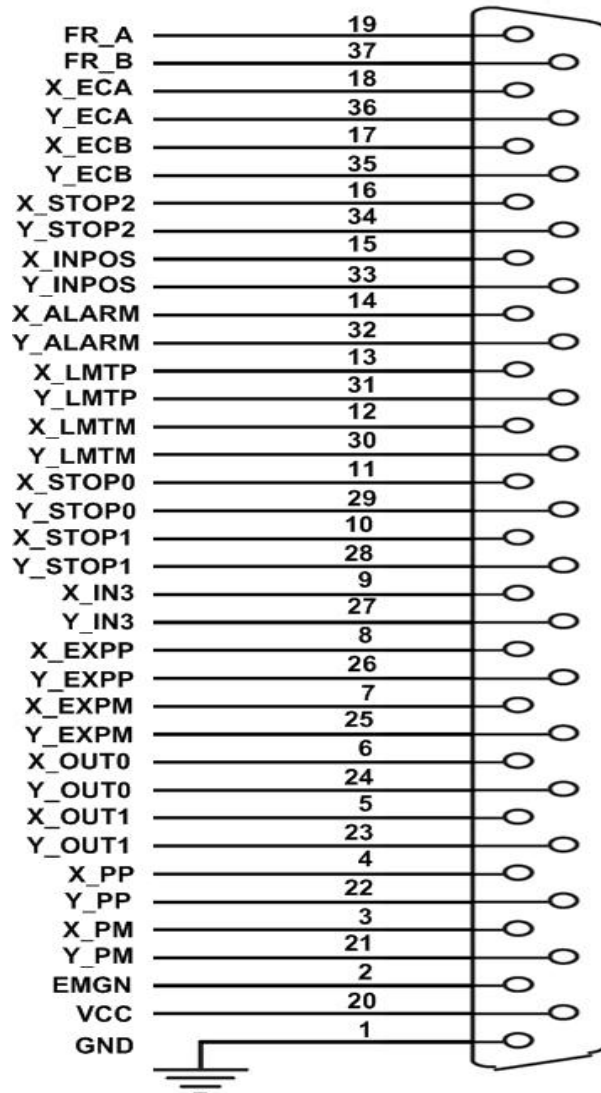 FR_A 19
FR_B 37
X_ECA 18
Y_ECA 36
X_ECB 17
Y_ECB 35
X_STOP2 16
Y_STOP2 34
X_INPOS 15
Y_INPOS 33
X_ALARM 14
Y_ALARM 32
X_LMTP 13
Y_LMTP 31
X_LMTM 12
Y_LMTM 30
X_STOP0 11
Y_STOP0 29
X_STOP1 10
Y_STOP1 28
X_IN3 9
Y_IN3 27
X_EXPP 8
Y_EXPP 26
X_EXPM 7
Y_EXPM 25
X_OUT0 6
Y_OUT0 24
X_OUT1 5
Y_OUT1 23
X_PP 4
Y_PP 22
X_PM 3
Y_PM 21
EMGN 2
VCC 20
GND 1